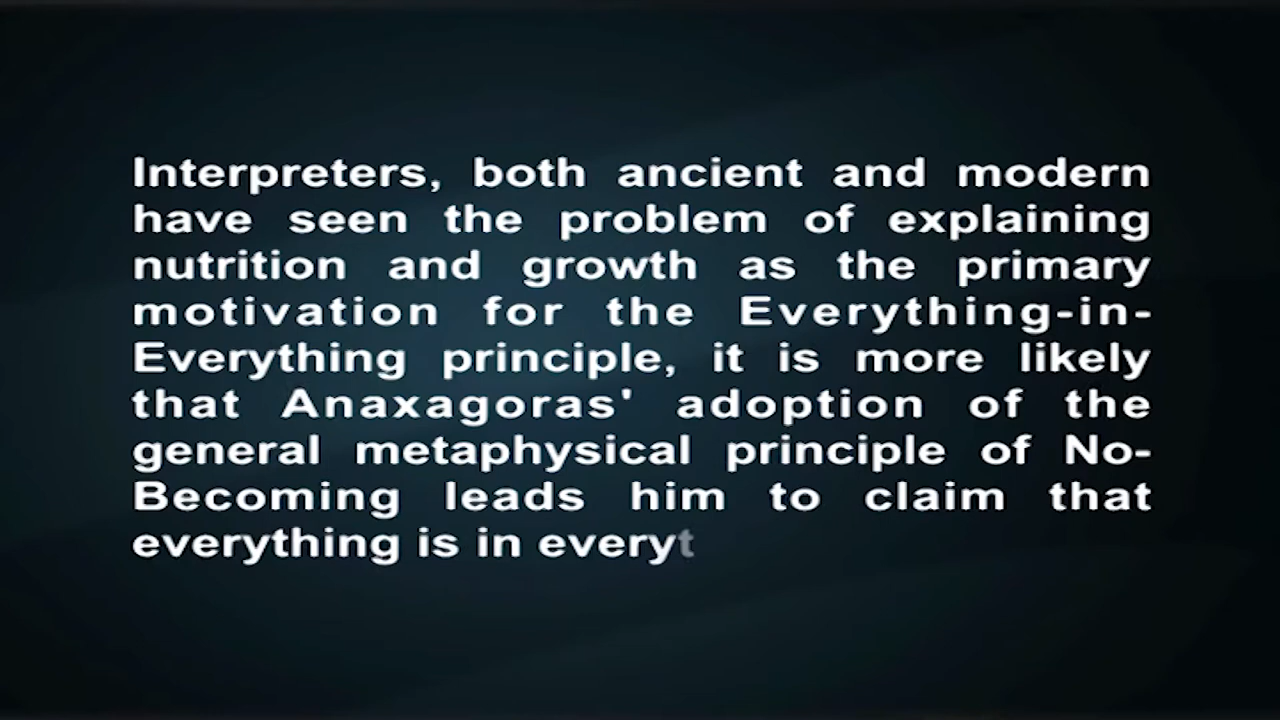 Interpreters, both ancient and modern
have seen the problem of explaining
nutrition and growth as the primary
motivation for the Everything-in-
Everything principle, it is more likely
that Anaxagoras' adoption of the
general metaphysical principle of No-
Becoming leads him to claim that
everything is in everyt